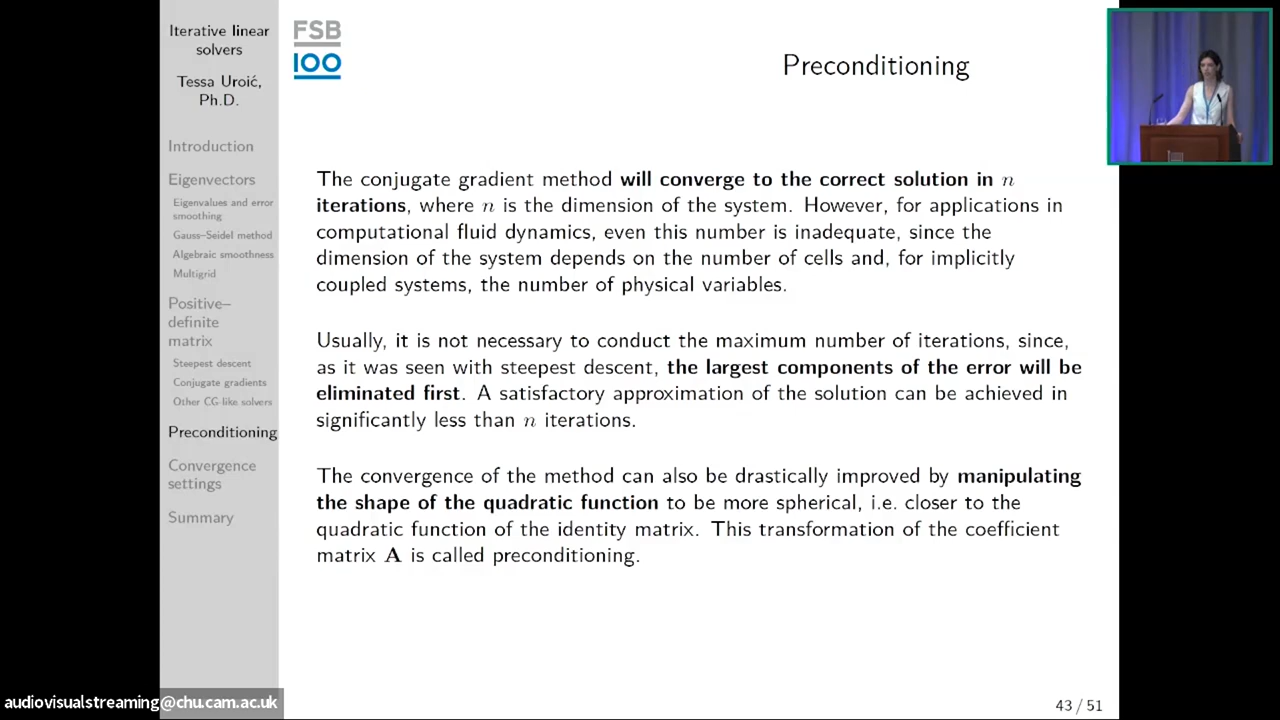 Iterative linear
solvers
Tessa Uroić,
Ph.D.
Introduction
Eigenvectors
Eigenvalues and error
smoothing
Gauss–Seidel method
Algebraic smoothness
Multigrid
Positive–
definite
matrix
Steepest descent
Conjugate gradients
Other CG-like solvers
Preconditioning
Convergence
settings
Summary
FSB
100
Preconditioning
The conjugate gradient method will converge to the correct solution in n
iterations, where n is the dimension of the system. However, for applications in
computational fluid dynamics, even this number is inadequate, since the
dimension of the system depends on the number of cells and, for implicitly
coupled systems, the number of physical variables.
Usually, it is not necessary to conduct the maximum number of iterations, since,
as it was seen with steepest descent, the largest components of the error will be
eliminated first. A satisfactory approximation of the solution can be achieved in
significantly less than n iterations.
The convergence of the method can also be drastically improved by manipulating
the shape of the quadratic function to be more spherical, i.e. closer to the
quadratic function of the identity matrix. This transformation of the coefficient
matrix A is called preconditioning.
43 / 51
audiovisualstreaming@chu.cam.ac.uk